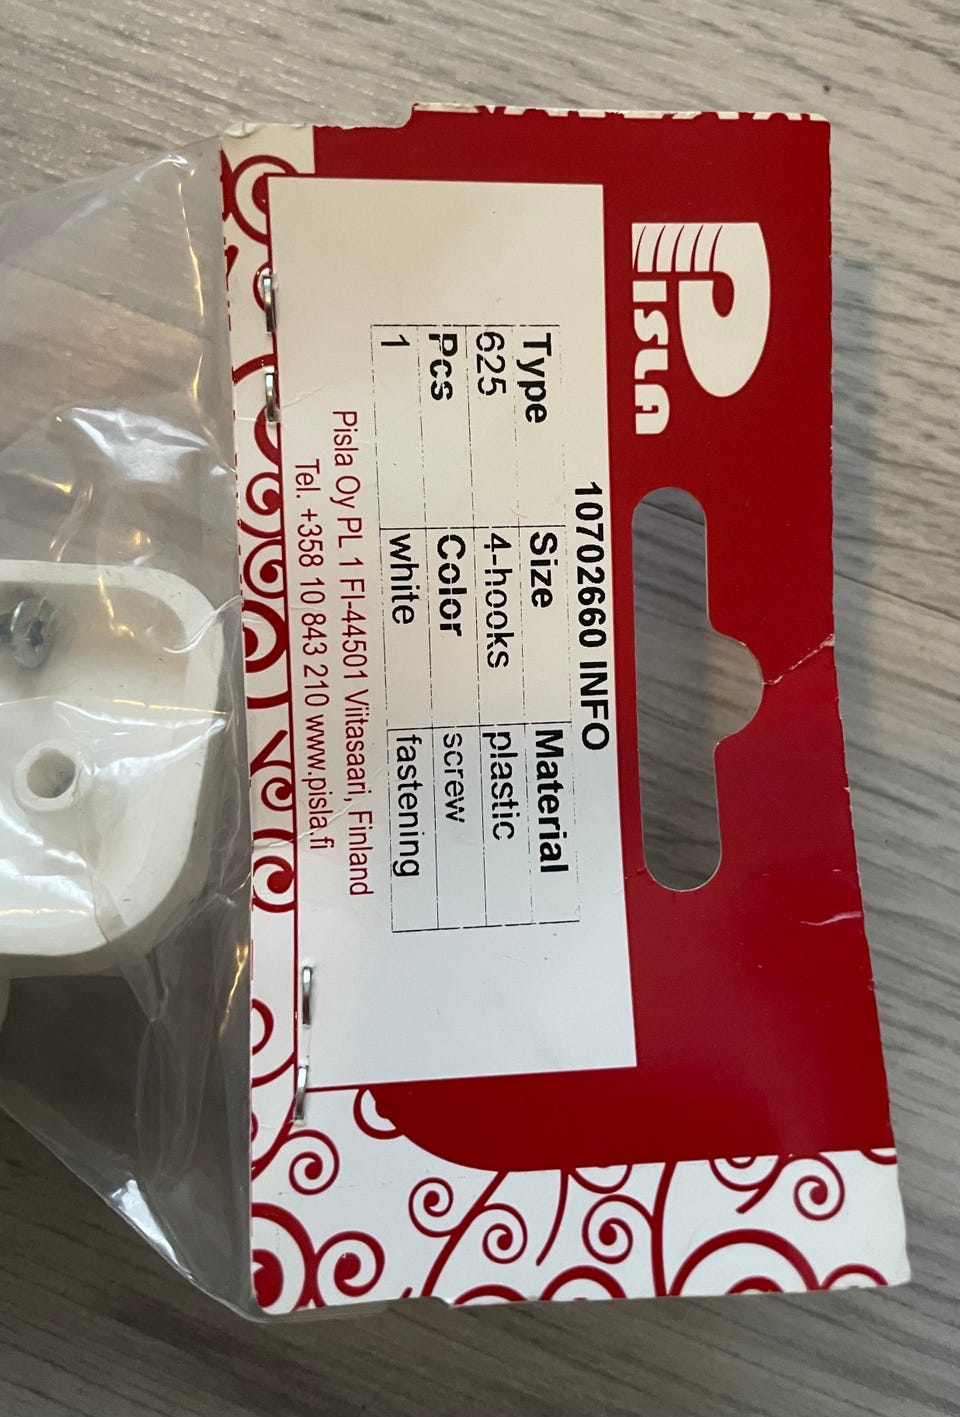 PISLA
10702660 INFO
Type Size Material
625 4-hooks plastic
Pcs Color screw
1 white fastening
Pisla Oy PL 1 FI-44501 Viitasaari, Finland
Tel. +358 10 843 210 www.pisla.fi